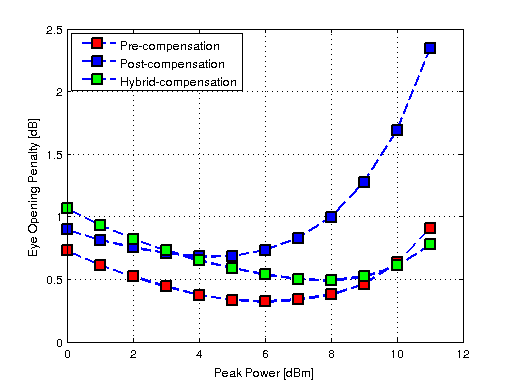 2.5
2
1.5
1
0.5
0
Pre-compensation
Post-compensation
Hybrid-compensation
Eye Opening Penalty [dB]
0 2 4 6 8 10 12
Peak Power [dBm]